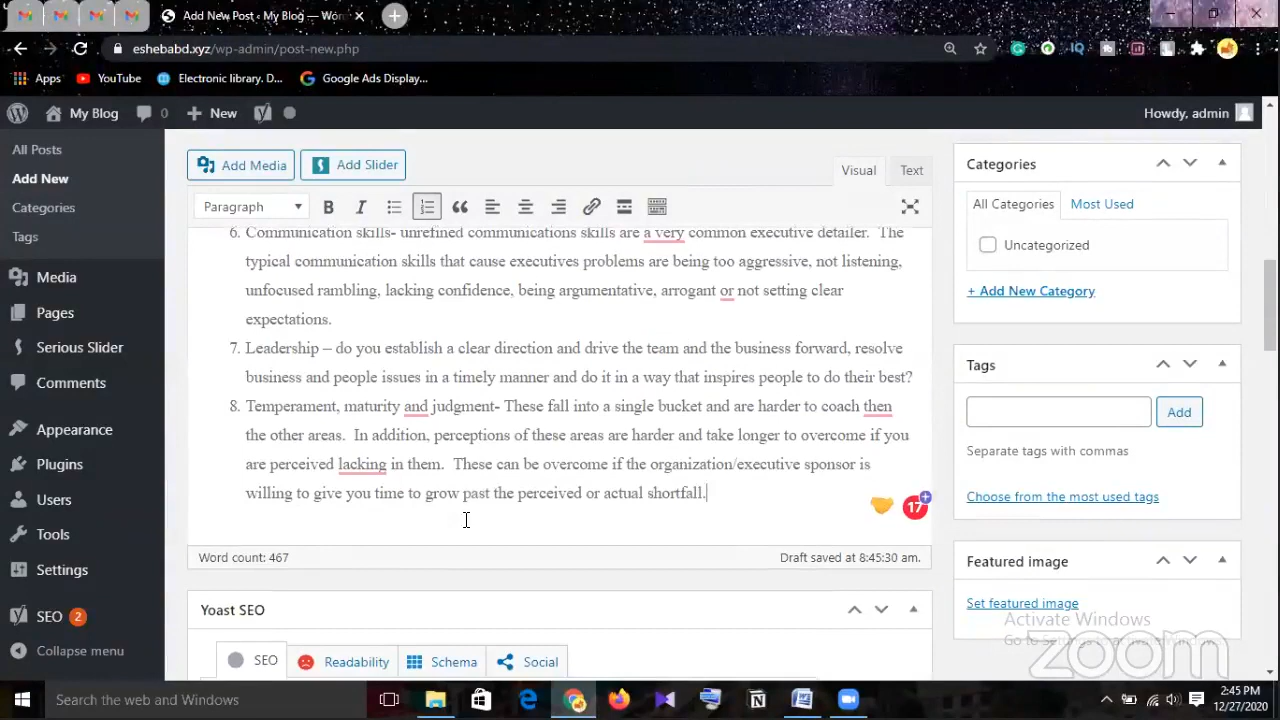 Add New Post ‹ My Blog — Wor
eshebabd.xyz/wp-admin/post-new.php
Apps
YouTube
Electronic library. D...
Google Ads Display...
My Blog
0
New
Howdy, admin
All Posts
Add New
Categories
Tags
Media
Pages
Serious Slider
Comments
Appearance
Plugins
Users
Tools
Settings
SEO 2
Collapse menu
Add Media
Add Slider
Visual
Text
Paragraph
6. Communication skills- unrefined communications skills are a very common executive detailer. The
typical communication skills that cause executives problems are being too aggressive, not listening,
unfocused rambling, lacking confidence, being argumentative, arrogant or not setting clear
expectations.
7. Leadership – do you establish a clear direction and drive the team and the business forward, resolve
business and people issues in a timely manner and do it in a way that inspires people to do their best?
8. Temperament, maturity and judgment- These fall into a single bucket and are harder to coach then
the other areas. In addition, perceptions of these areas are harder and take longer to overcome if you
are perceived lacking in them. These can be overcome if the organization/executive sponsor is
willing to give you time to grow past the perceived or actual shortfall.
17
Word count: 467
Draft saved at 8:45:30 am.
Yoast SEO
SEO
Readability
Schema
Social
Categories
All Categories
Most Used
Uncategorized
+ Add New Category
Tags
Add
Separate tags with commas
Choose from the most used tags
Featured image
Set featured image
Activate Windows
zoom
Search the Windows
2:45 PM
12/27/2020